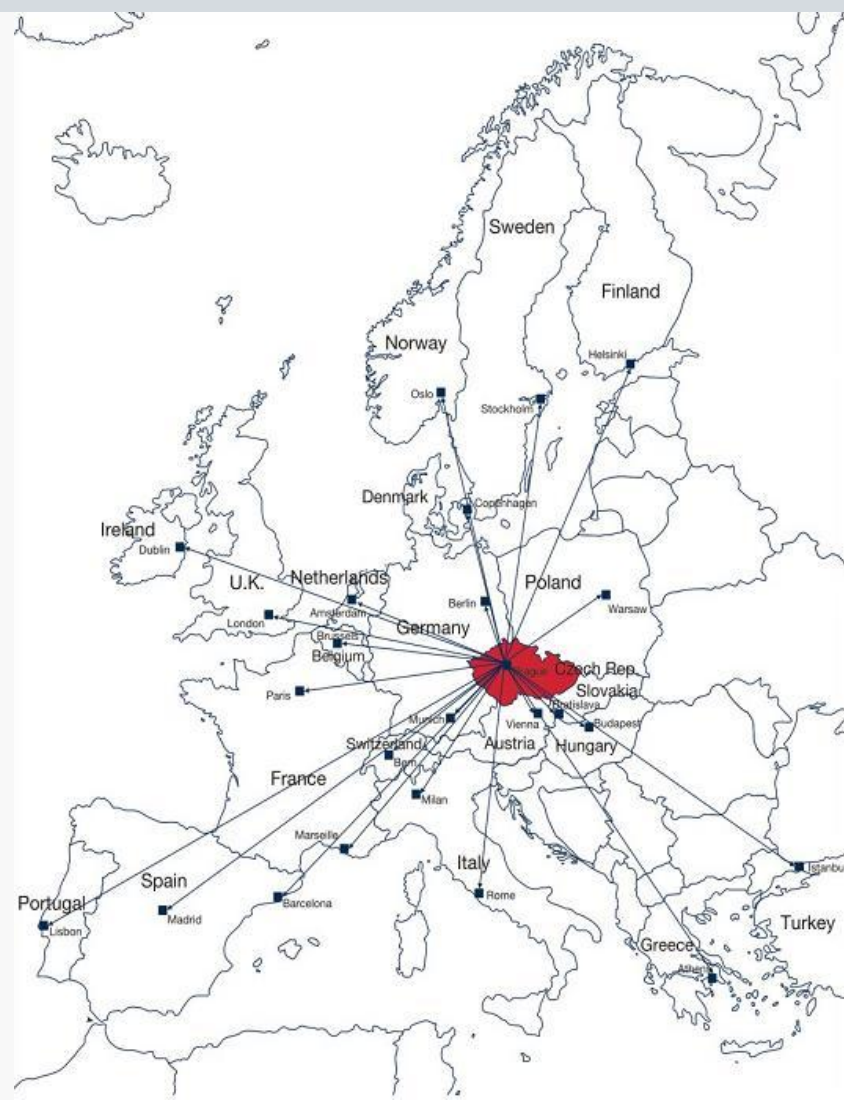 Sweden
Finland
Norway
Helsinki
Oslo
Stockholm
Denmark
Copenhagen
Ireland
Dublin
U.K.
Netherlands
Poland
Berlin
Amsterdam
Warsaw
London
Germany
Brussels
Belgium
Czech Rep.
Slovakia
Paris
Bratislava
Munich
Vienna
Budapest
Switzerland
Austria
Hungary
Bern
France
Milan
Marseille
Italy
Spain
Rome
Portugal
Barcelona
Madrid
Lisbon
Istanbu
Turkey
Greece
Athens